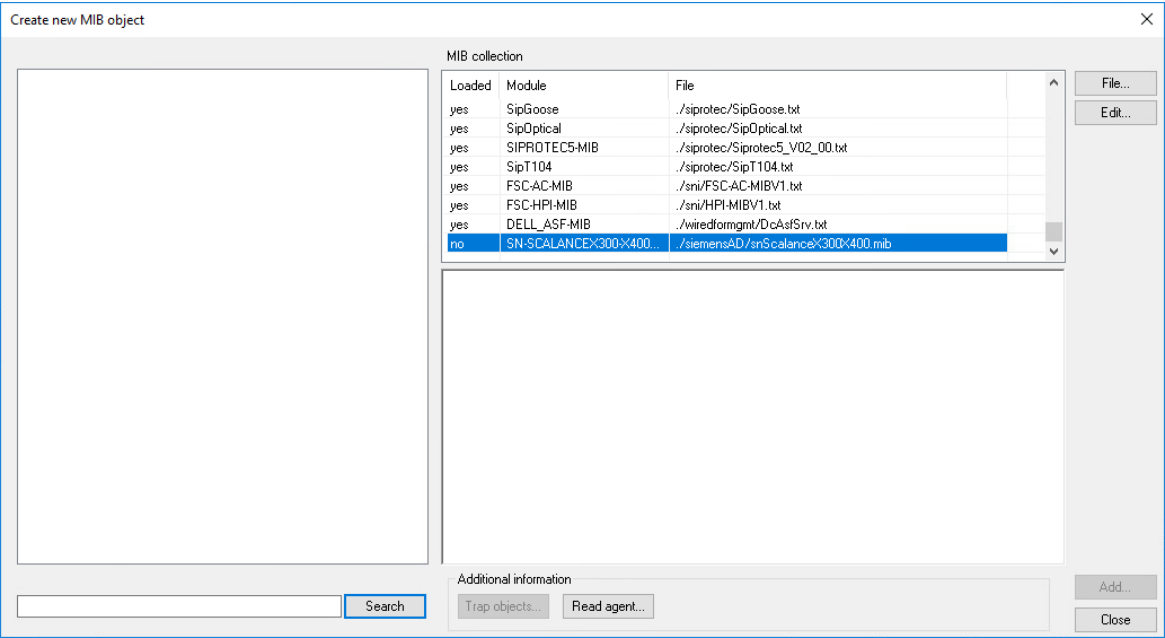 Create new MIB object
MIB collection
Loaded Module File
yes SipGoose ./siprotec/SipGoose.txt
yes SipOptical ./siprotec/SipOptical.txt
yes SIPROTEC5-MIB ./siprotec/Siprotec5_V02_00.txt
yes SipT104 ./siprotec/SipT104.txt
yes FSC-AC-MIB ./sni/FSC-AC-MIBV1.txt
yes FSC-HPI-MIB ./sni/HPI-MIBV1.txt
yes DELL_ASF-MIB ./wiredformgmt/DcAsfSrv.txt
no SN-SCALANCEX300-X400... ./siemensAD/snScalanceX300X400.mib
File...
Edit...
Search
Additional information
Trap objects... Read agent...
Add...
Close